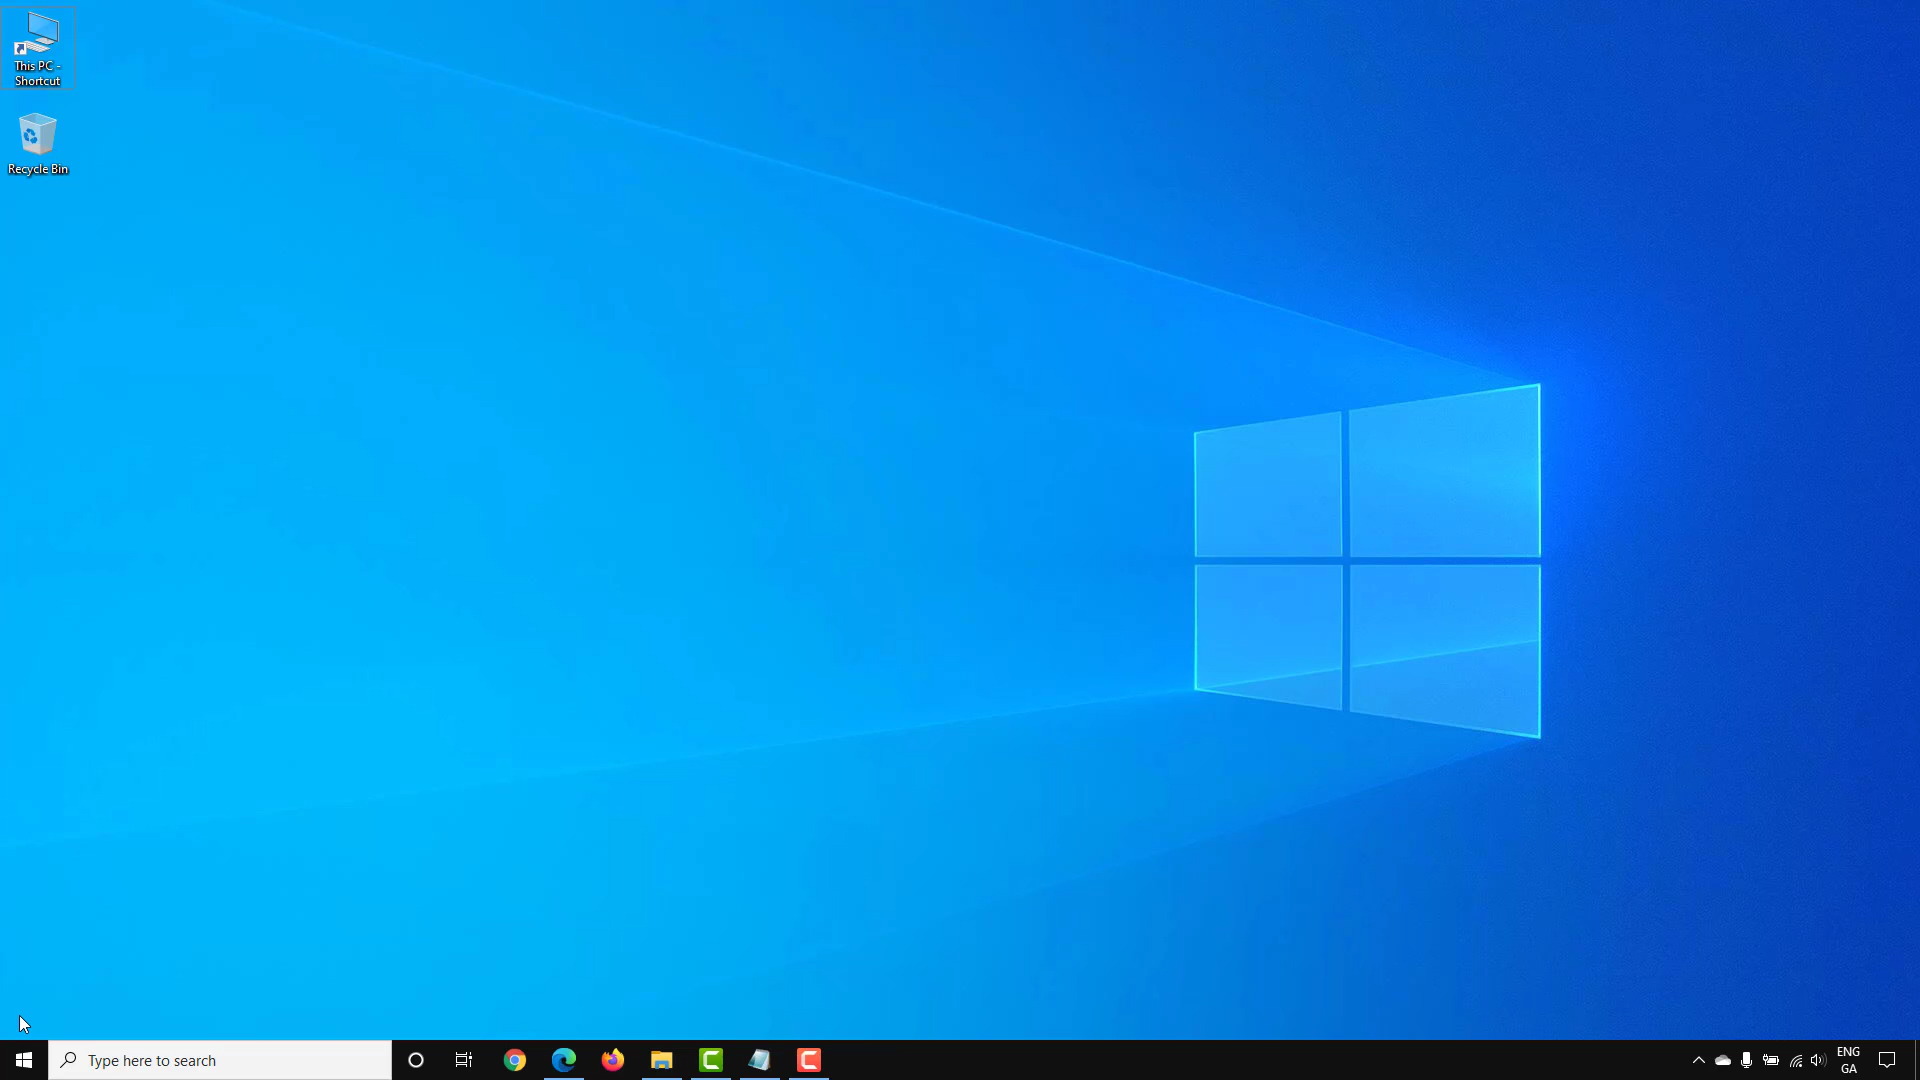 This PC -
Shortcut
Recycle Bin
Type here to search
ENG
GA